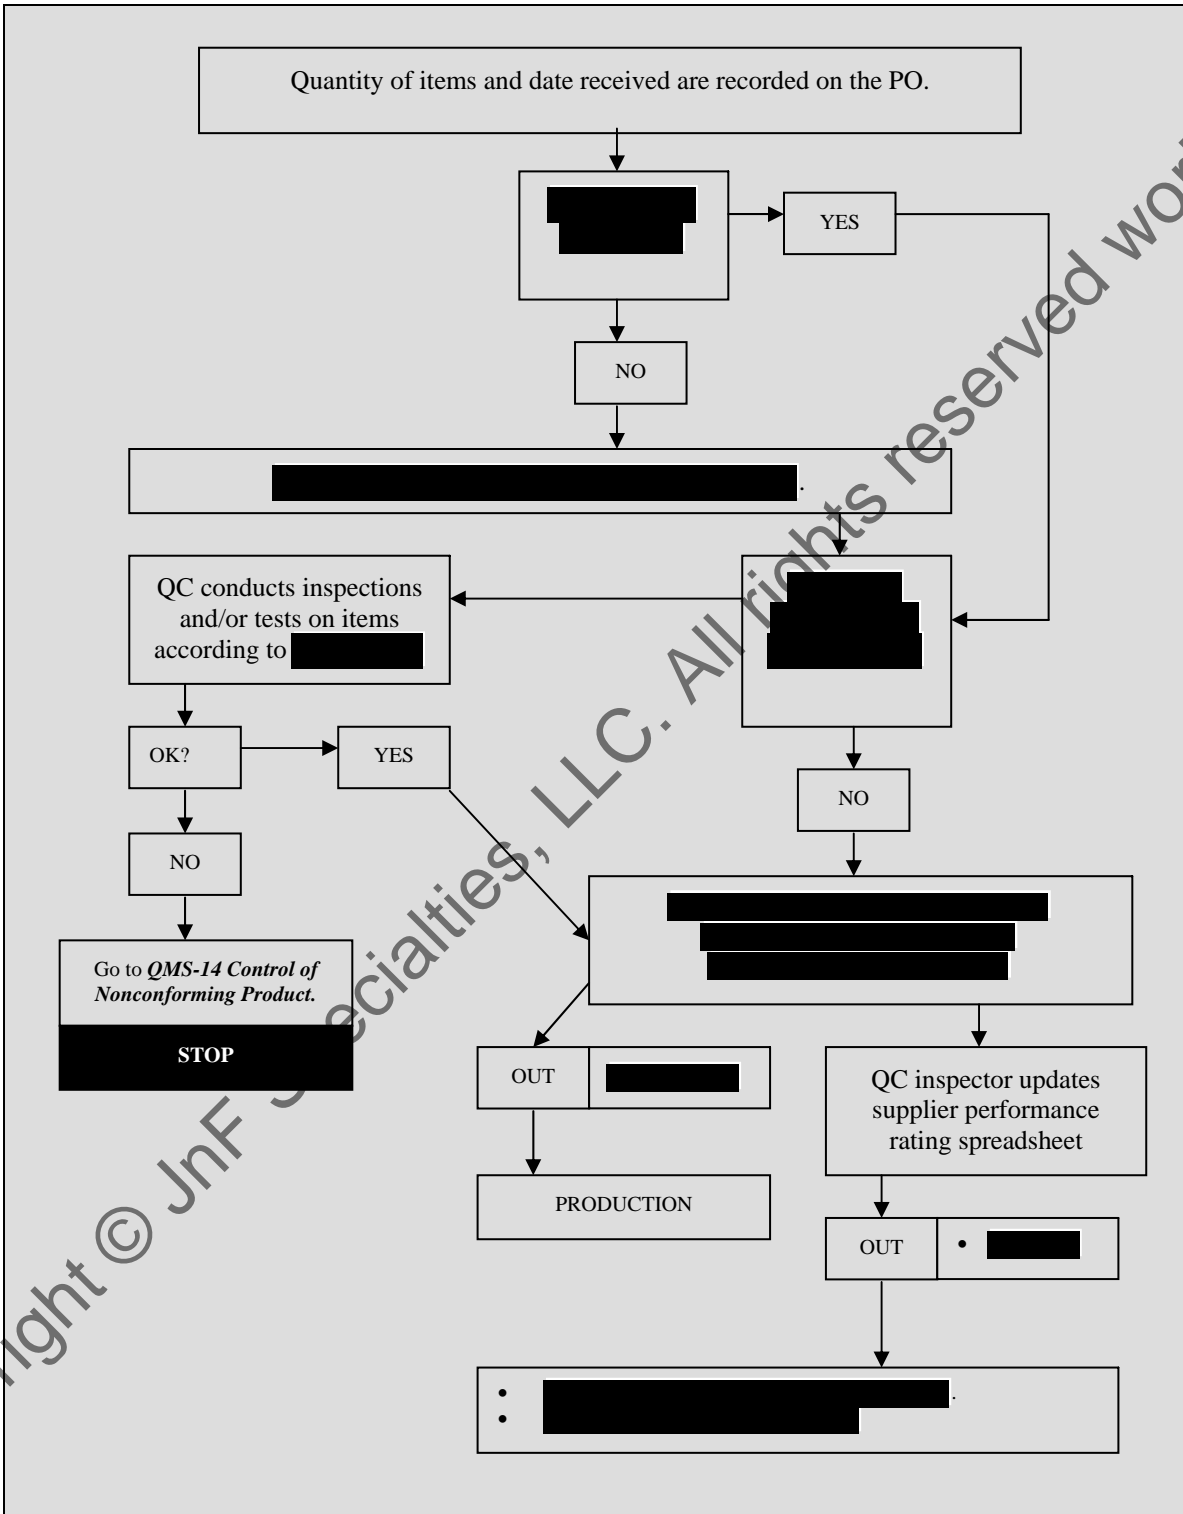 Quantity of items and date received are recorded on the PO.
YES
NO
.
QC conducts inspections
and/or tests on items
according to
OK?
YES
NO
NO
Go to QMS-14 Control of
Nonconforming Product.
STOP
OUT
QC inspector updates
supplier performance
rating spreadsheet
PRODUCTION
OUT
•
•
.
•
right © JnF Specialties, LLC. All rights reserved wor